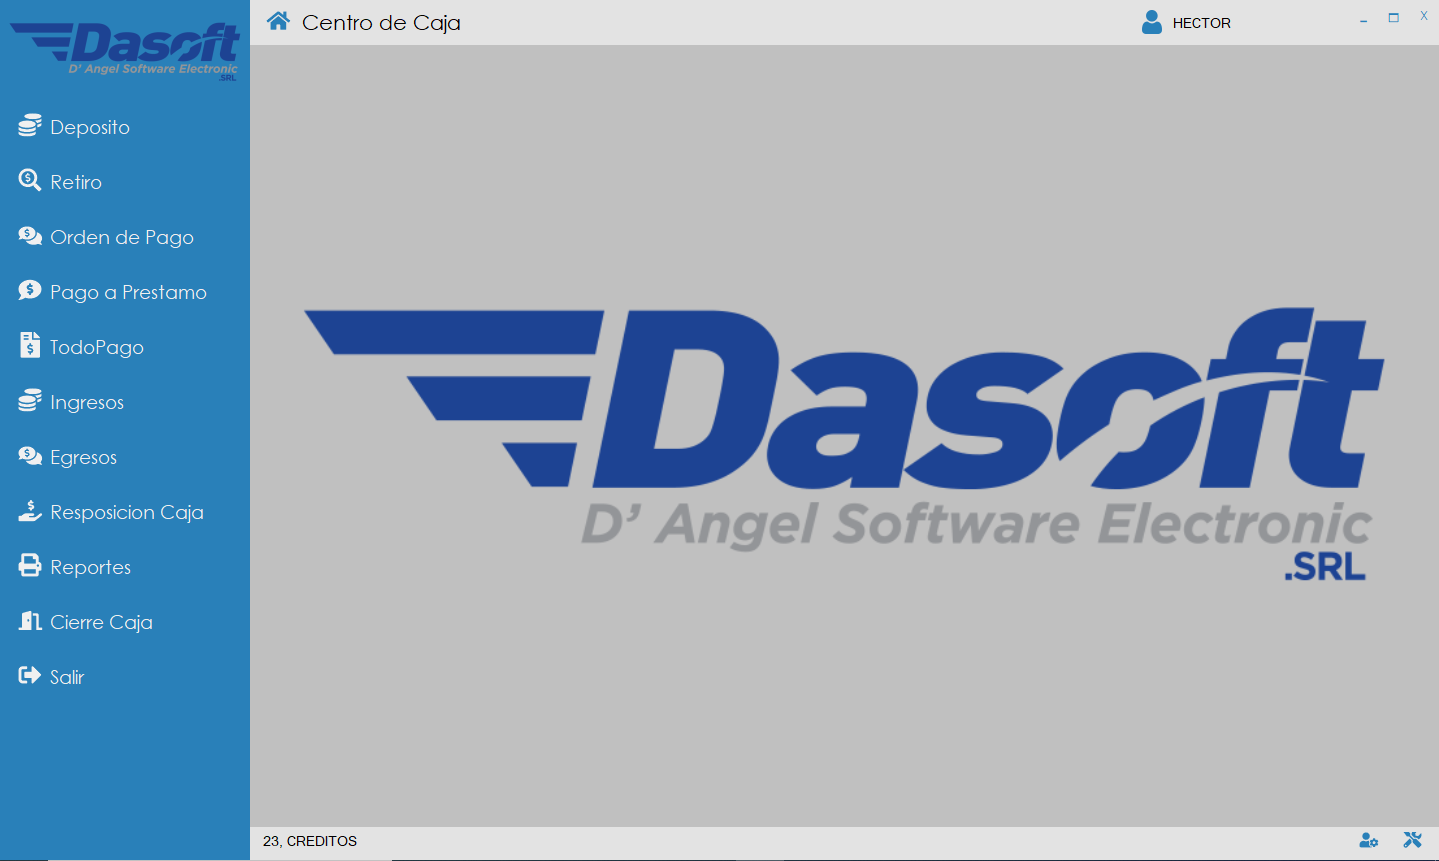 Dasoft
D' Angel Software Electronic
.SRL
Deposito
Retiro
Orden de Pago
Pago a Prestamo
TodoPago
Ingresos
Egresos
Resposicion Caja
Reportes
Cierre Caja
Salir
Centro de Caja
HECTOR
Dasoft
D' Angel Software Electronic
.SRL
23, CREDITOS